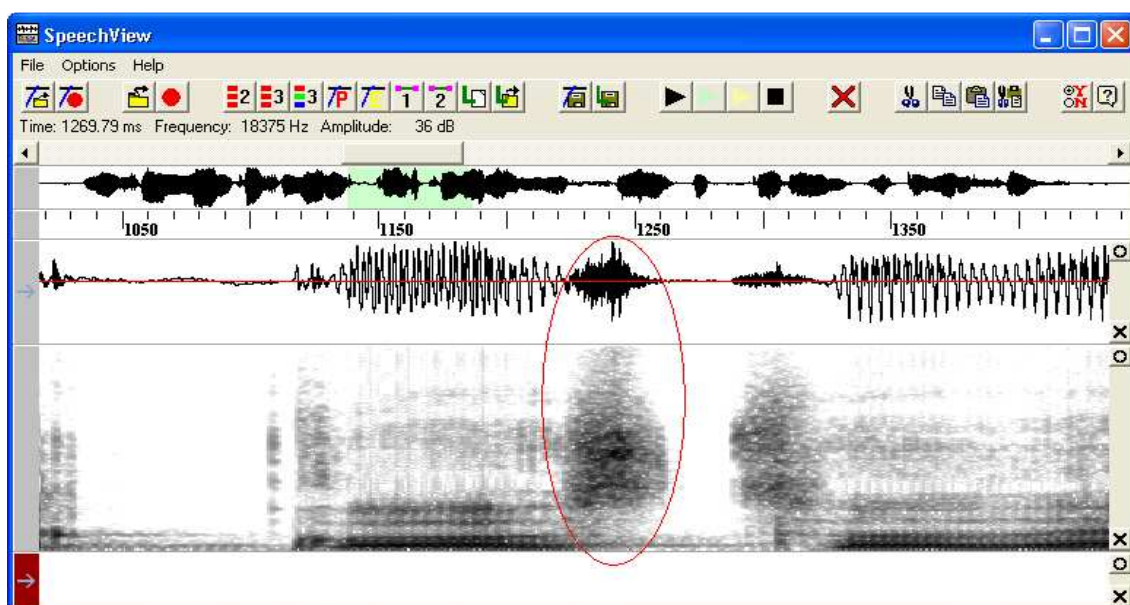 SpeechView
File Options Help
2 3 3 P E 1 2
Time: 1269.79 ms Frequency: 18375 Hz Amplitude: 36 dB
1050 1150 1250 1350